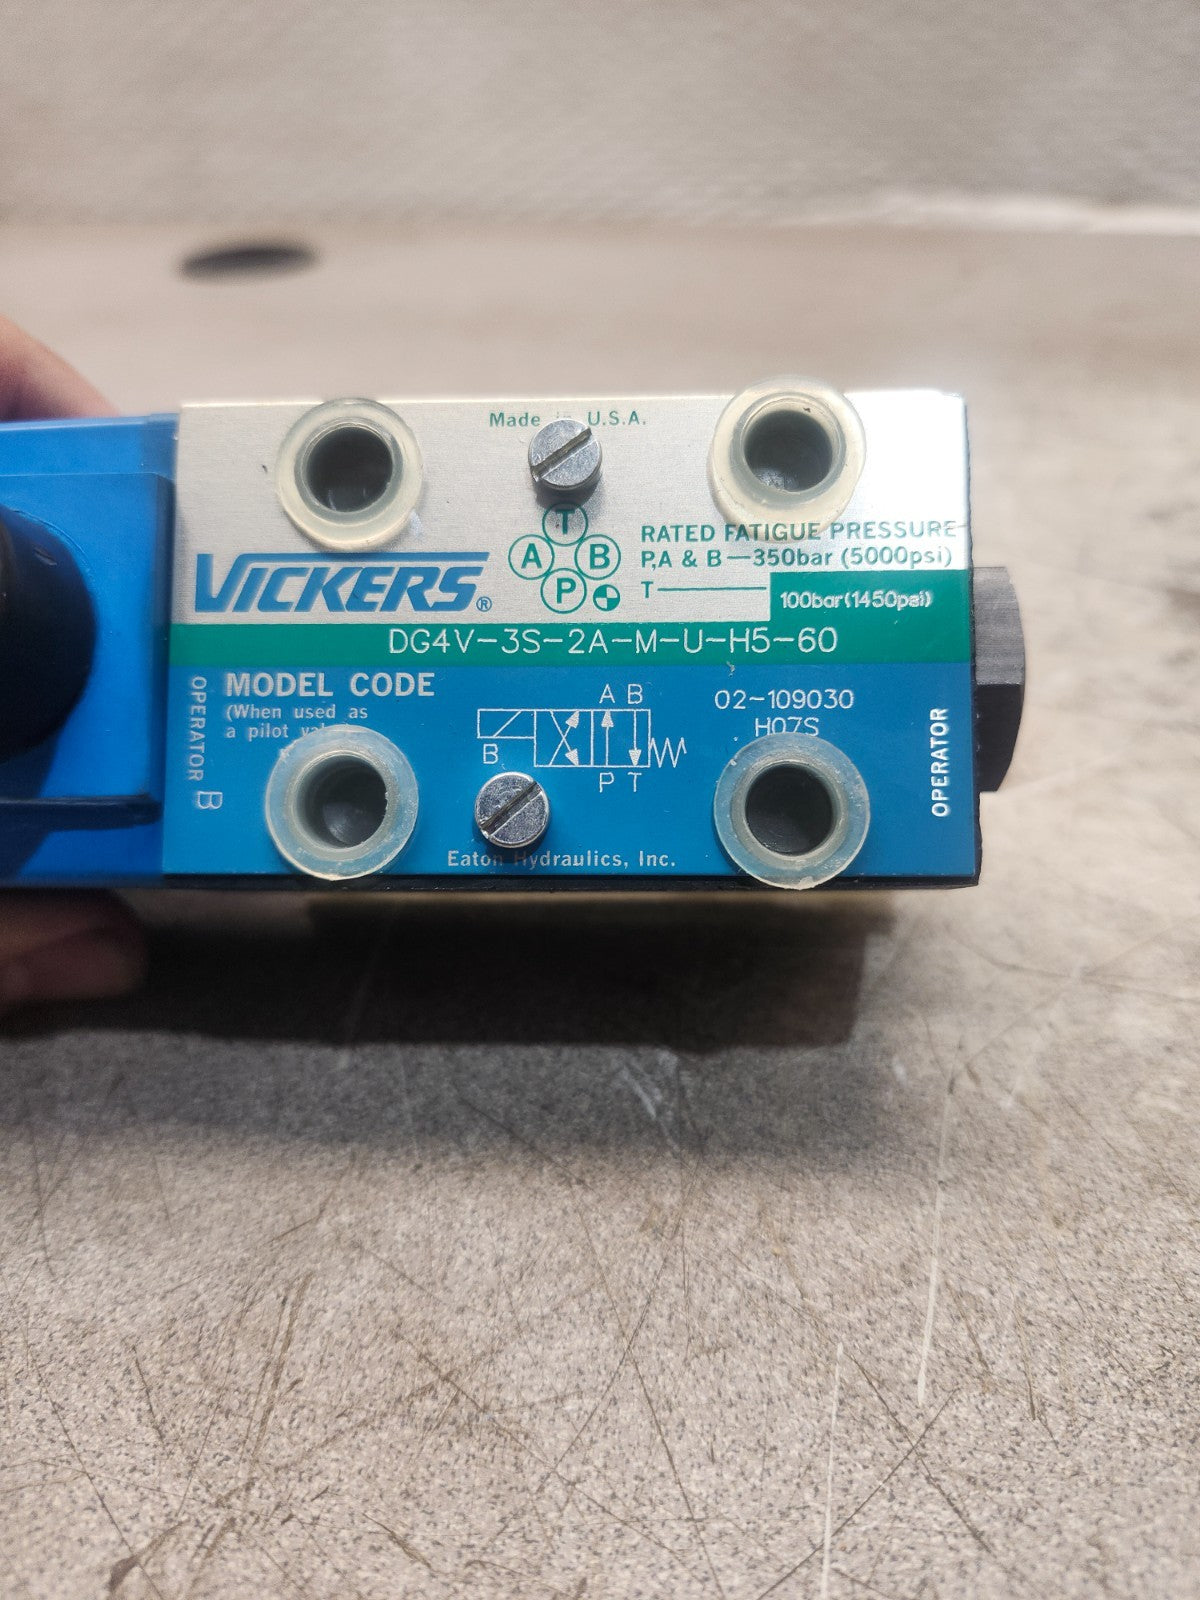 Made in U.S.A.
T
A B
P
RATED FATIGUE PRESSURE
P,A & B—350bar (5000psi)
T— 100bar(1450psi)
VICKERS®
DG4V-3S-2A-M-U-H5-60
MODEL CODE
(When used as
a pilot
OPERATOR B
A B
B
P T
02-109030
H07S
OPERATOR
Eaton Hydraulics, Inc.